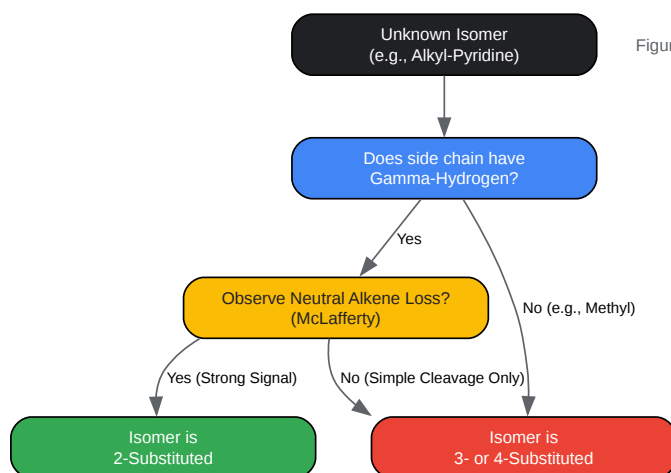 Unknown Isomer
(e.g., Alkyl-Pyridine)
Figur
Does side chain have
Gamma-Hydrogen?
Yes
Observe Neutral Alkene Loss?
(McLafferty)
No (e.g., Methyl)
Yes (Strong Signal)
No (Simple Cleavage Only)
Isomer is
2-Substituted
Isomer is
3- or 4-Substituted